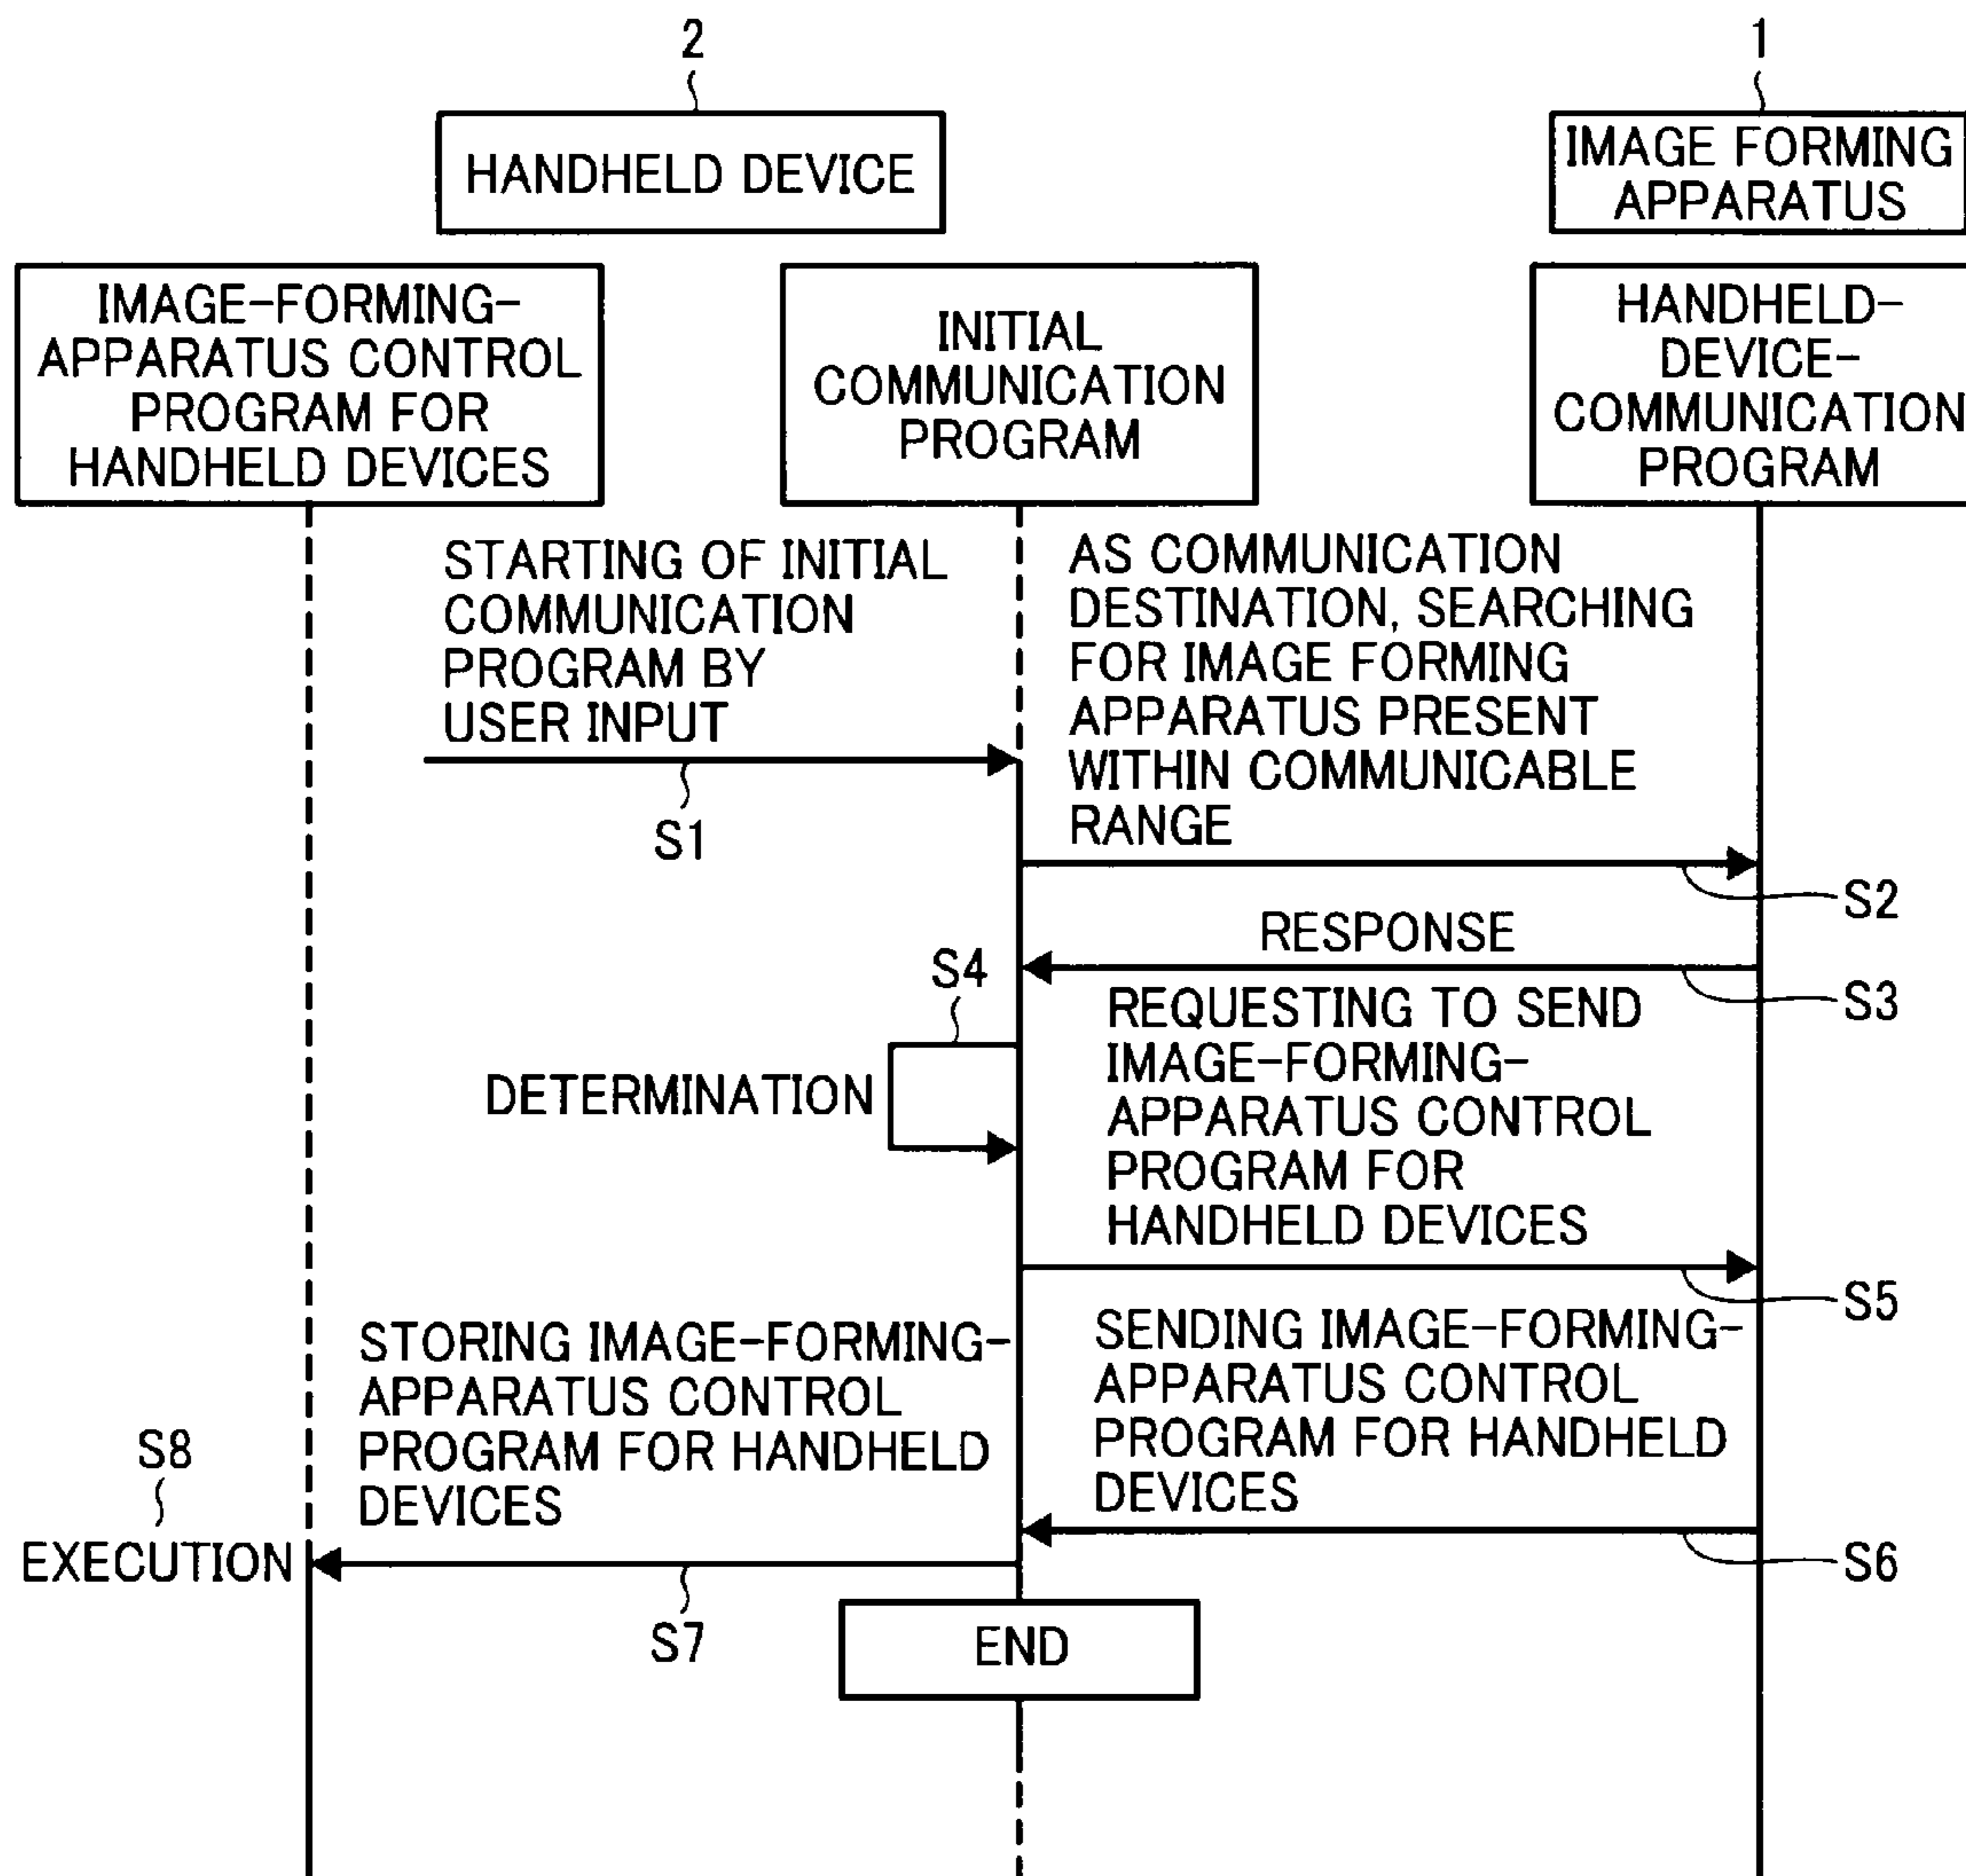 2
1
HANDHELD DEVICE
IMAGE FORMING
APPARATUS
IMAGE-FORMING-
APPARATUS CONTROL
PROGRAM FOR
HANDHELD DEVICES
INITIAL
COMMUNICATION
PROGRAM
HANDHELD-
DEVICE-
COMMUNICATION
PROGRAM
STARTING OF INITIAL
COMMUNICATION
PROGRAM BY
USER INPUT
S1
AS COMMUNICATION
DESTINATION, SEARCHING
FOR IMAGE FORMING
APPARATUS PRESENT
WITHIN COMMUNICABLE
RANGE
S2
RESPONSE
S3
S4
DETERMINATION
REQUESTING TO SEND
IMAGE-FORMING-
APPARATUS CONTROL
PROGRAM FOR
HANDHELD DEVICES
S5
SENDING IMAGE-FORMING-
APPARATUS CONTROL
PROGRAM FOR HANDHELD
DEVICES
S6
STORING IMAGE-FORMING-
APPARATUS CONTROL
PROGRAM FOR HANDHELD
DEVICES
S7
S8
EXECUTION
END